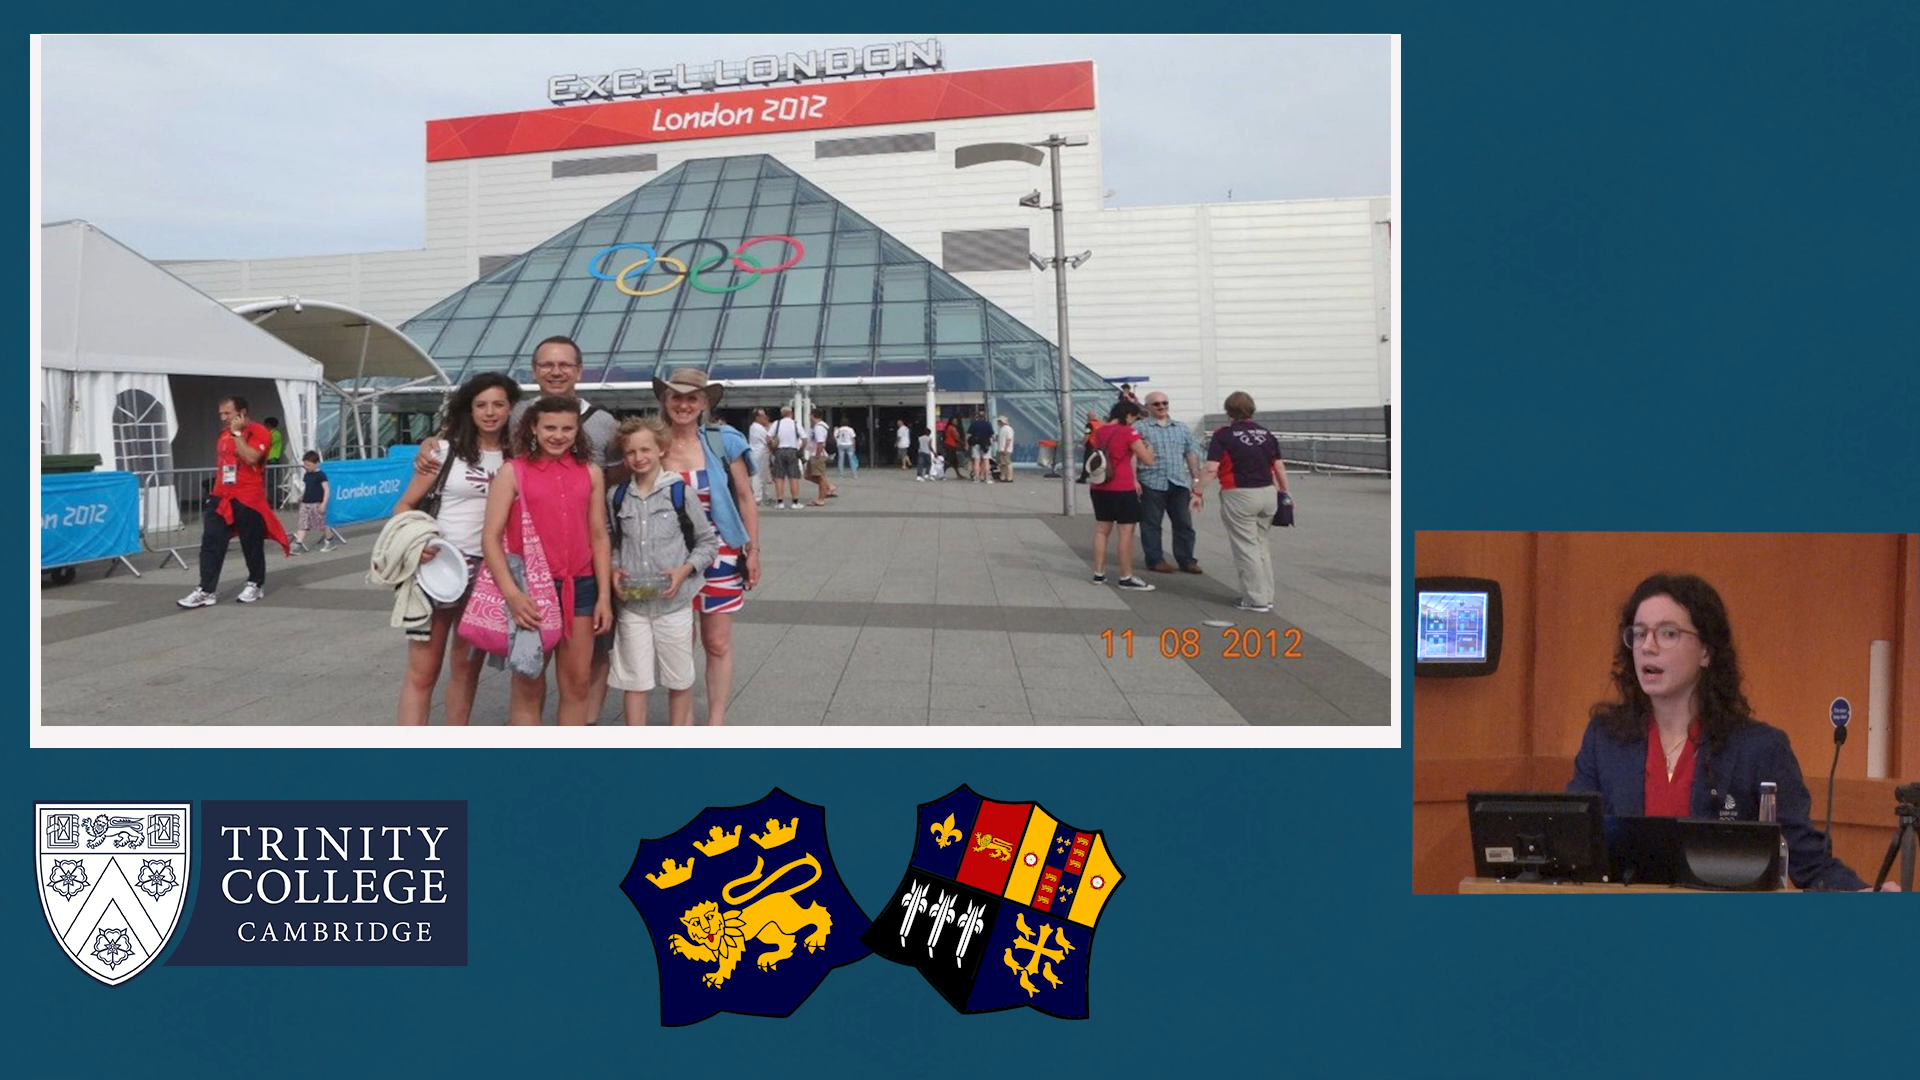 ExCeL LONDON
London 2012
London 2012
n 2012
11 08 2012
TRINITY
COLLEGE
CAMBRIDGE